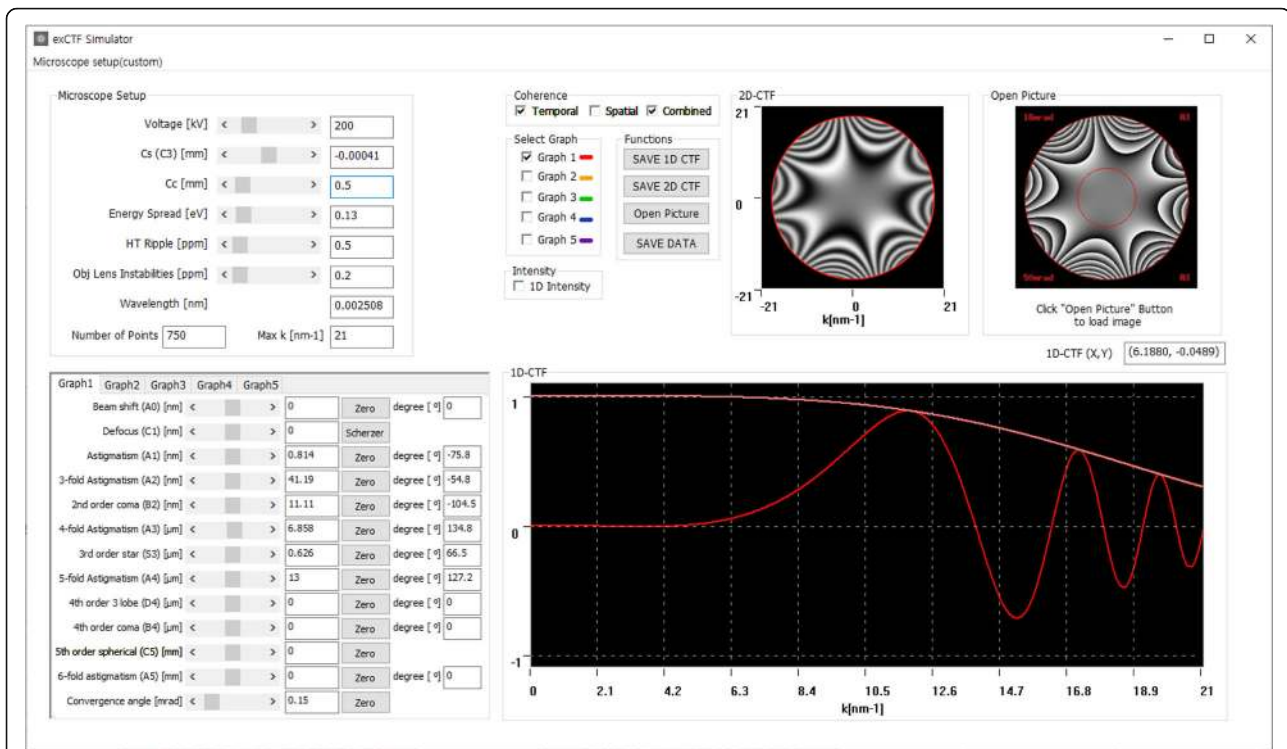 exCTF Simulator
Microscope setup(custom)
Microscope Setup
Voltage [kV] < > 200
Cs (C3) [mm] < > -0.00041
Cc [mm] < > 0.5
Energy Spread [eV] < > 0.13
HT Ripple [ppm] < > 0.5
Obj Lens Instabilities [ppm] < > 0.2
Wavelength [nm] 0.002508
Number of Points 750 Max k [nm-1] 21
Coherence
Temporal Spatial Combined
Select Graph
Graph 1
Graph 2
Graph 3
Graph 4
Graph 5
Functions
SAVE 1D CTF
SAVE 2D CTF
Open Picture
SAVE DATA
Intensity
1D Intensity
2D-CTF
21
0
-21
-21 0 21
k[nm-1]
Open Picture
Click "Open Picture" Button
to load image
1D-CTF (X,Y) (6.1880, -0.0489)
Graph1 Graph2 Graph3 Graph4 Graph5
Beam shift (A0) [nm] < > 0 Zero degree [ º] 0
Defocus (C1) [nm] < > 0 Scherzer
Astigmatism (A1) [nm] < > 0.814 Zero degree [ º] -75.8
3-fold Astigmatism (A2) [nm] < > 41.19 Zero degree [ º] -54.8
2nd order coma (B2) [nm] < > 11.11 Zero degree [ º] -104.5
4-fold Astigmatism (A3) [μm] < > 6.858 Zero degree [ º] 134.8
3rd order star (S3) [μm] < > 0.626 Zero degree [ º] 66.5
5-fold Astigmatism (A4) [μm] < > 13 Zero degree [ º] 127.2
4th order 3 lobe (D4) [μm] < > 0 Zero degree [ º] 0
4th order coma (B4) [μm] < > 0 Zero degree [ º] 0
5th order spherical (C5) [mm] < > 0 Zero
6-fold astigmatism (A5) [mm] < > 0 Zero degree [ º] 0
Convergence angle [mrad] < > 0.15 Zero
1D-CTF
1
0
-1
0 2.1 4.2 6.3 8.4 10.5 12.6 14.7 16.8 18.9 21
k[nm-1]